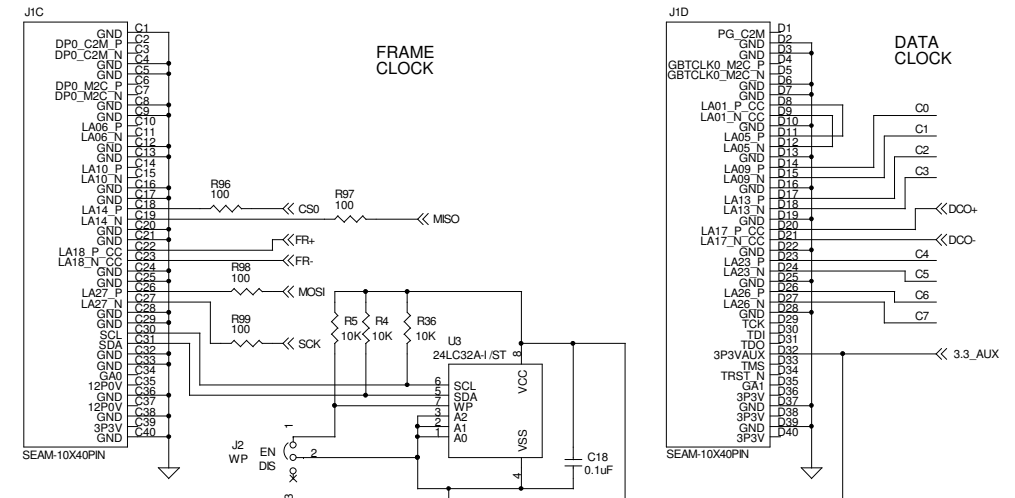 J1C
GND C1
DP0_C2M_P C2
DP0_C2M_N C3
GND C4
GND C5
DP0_M2C_P C6
DP0_M2C_N C7
GND C8
GND C9
LA06_P C10
LA06_N C11
GND C12
GND C13
LA10_P C14
LA10_N C15
GND C16
GND C17
LA14_P C18
LA14_N C19
GND C20
GND C21
LA18_P_CC C22
LA18_N_CC C23
GND C24
GND C25
LA27_P C26
LA27_N C27
GND C28
GND C29
SCL C30
SDA C31
GND C32
GND C33
GA0 C34
12P0V C35
GND C36
12P0V C37
GND C38
3P3V C39
GND C40
SEAM-10X40PIN
FRAME
CLOCK
R96
100
CS0
R97
100
MISO
FR+
FR-
R98
100
MOSI
R99
100
SCK
R5
10K
R4
10K
R36
10K
U3
24LC32A-I /ST
8
VCC
6 SCL
5 SDA
7 WP
3 A2
2 A1
1 A0
VSS
4
J2
WP
EN
DIS
1
2
3
C18
0.1uF
J1D
PG_C2M D1
GND D2
GND D3
GBTCLK0_M2C_P D4
GBTCLK0_M2C_N D5
GND D6
GND D7
LA01_P_CC D8
LA01_N_CC D9
GND D10
LA05_P D11
LA05_N D12
GND D13
LA09_P D14
LA09_N D15
GND D16
LA13_P D17
LA13_N D18
GND D19
LA17_P_CC D20
LA17_N_CC D21
GND D22
LA23_P D23
LA23_N D24
GND D25
LA26_P D26
LA26_N D27
GND D28
TCK D29
TDI D30
TDO D31
3P3VAUX D32
TMS D33
TRST_N D34
GA1 D35
3P3V D36
GND D37
3P3V D38
GND D39
3P3V D40
SEAM-10X40PIN
DATA
CLOCK
C0
C1
C2
C3
DCO+
DCO-
C4
C5
C6
C7
3.3_AUX